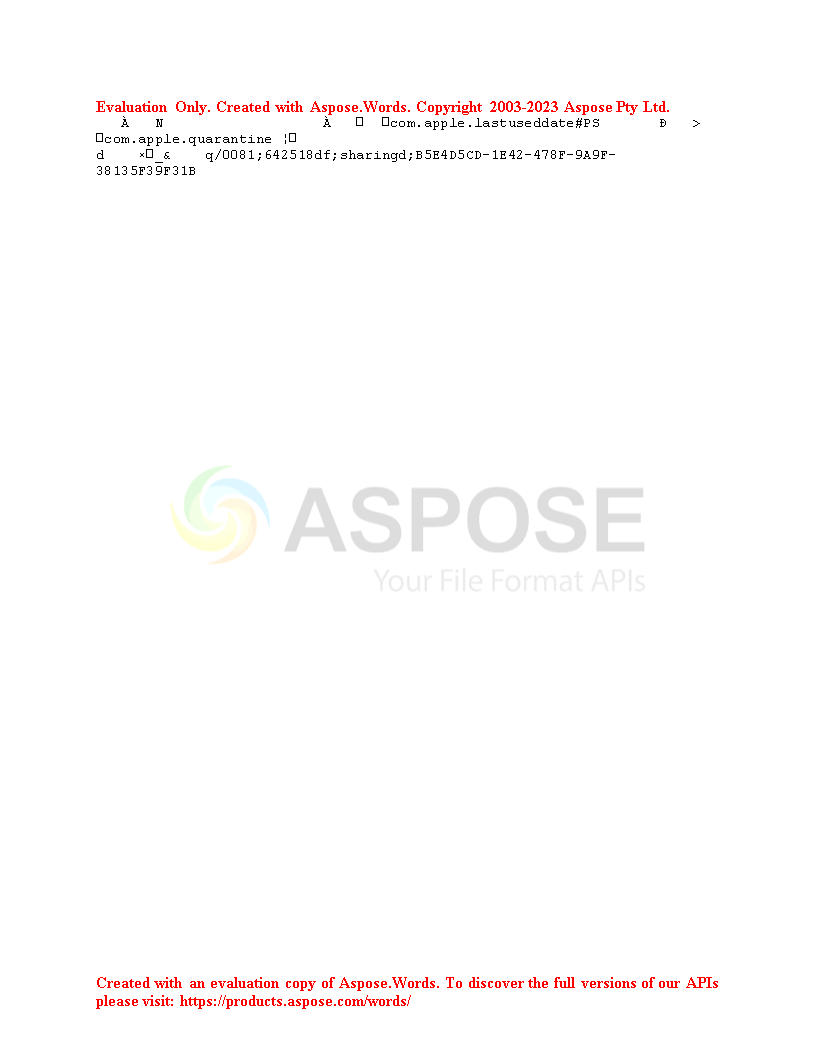 Evaluation Only. Created with Aspose.Words. Copyright 2003-2023 Aspose Pty Ltd.
À N À com.apple.lastuseddate#PS Ð >
com.apple.quarantine ¦
d ×_& q/0081;642518df;sharingd;B5E4D5CD-1E42-478F-9A9F-
38135F39F31B
ASPOSE
Your File Format APIs
Created with an evaluation copy of Aspose.Words. To discover the full versions of our APIs
please visit: https://products.aspose.com/words/